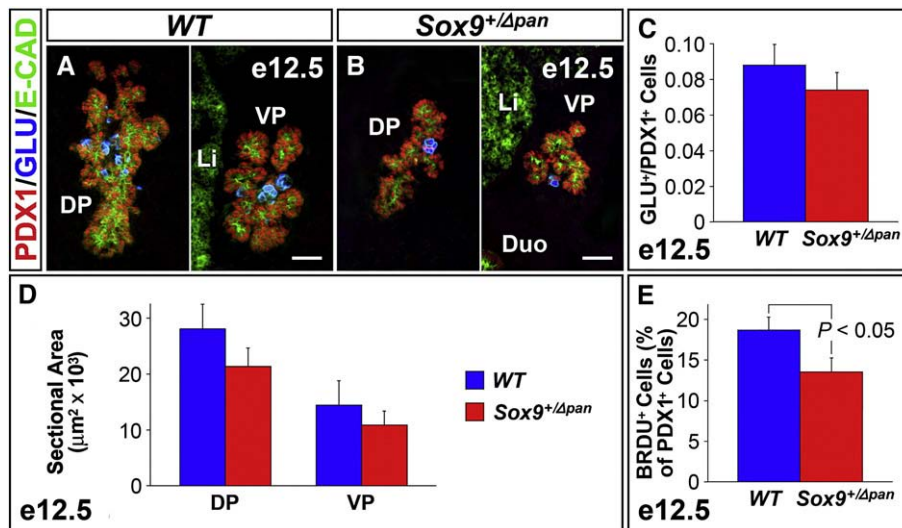 PDX1/GLU/E-CAD
WT
Sox9+/Δpan
A
DP
e12.5
VP
Li
B
DP
e12.5
Li
VP
Duo
C
GLU+/PDX1+ Cells
0.10
0.08
0.06
0.04
0.02
0
WT
Sox9+/Δpan
e12.5
D
Sectional Area
(μm² x 10³)
30
20
10
0
DP
VP
WT
Sox9+/Δpan
e12.5
E
BRDU+ Cells (%
of PDX1+ Cells)
20
15
10
5
0
P < 0.05
WT
Sox9+/Δpan
e12.5